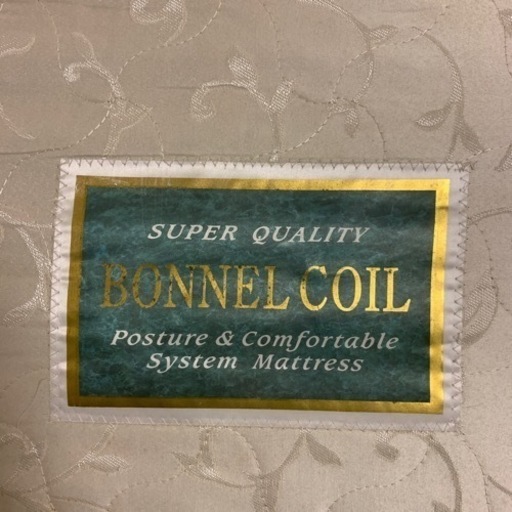 SUPER QUALITY
BONNEL COIL
Posture & Comfortable
System Mattress